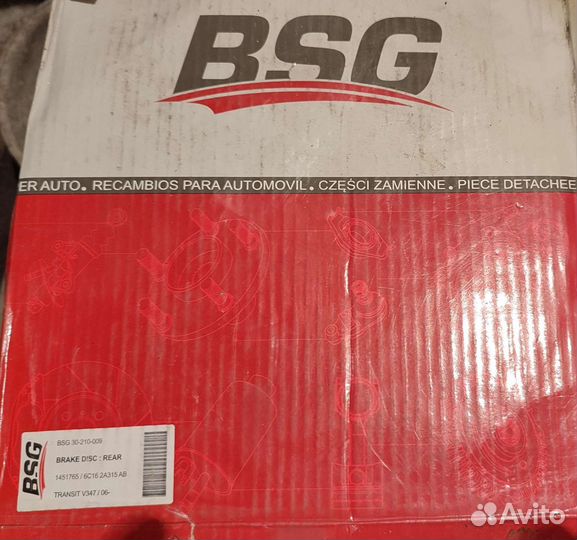 BSG
ER AUTO. RECAMBIOS PARA AUTOMOVIL. CZĘŚCI ZAMIENNE. PIECE DETACHEE
BSG
BSG 30-210-009
BRAKE DISC : REAR
1451765 / 6C16 2A315 AB
TRANSIT V347 / 06-
Avito